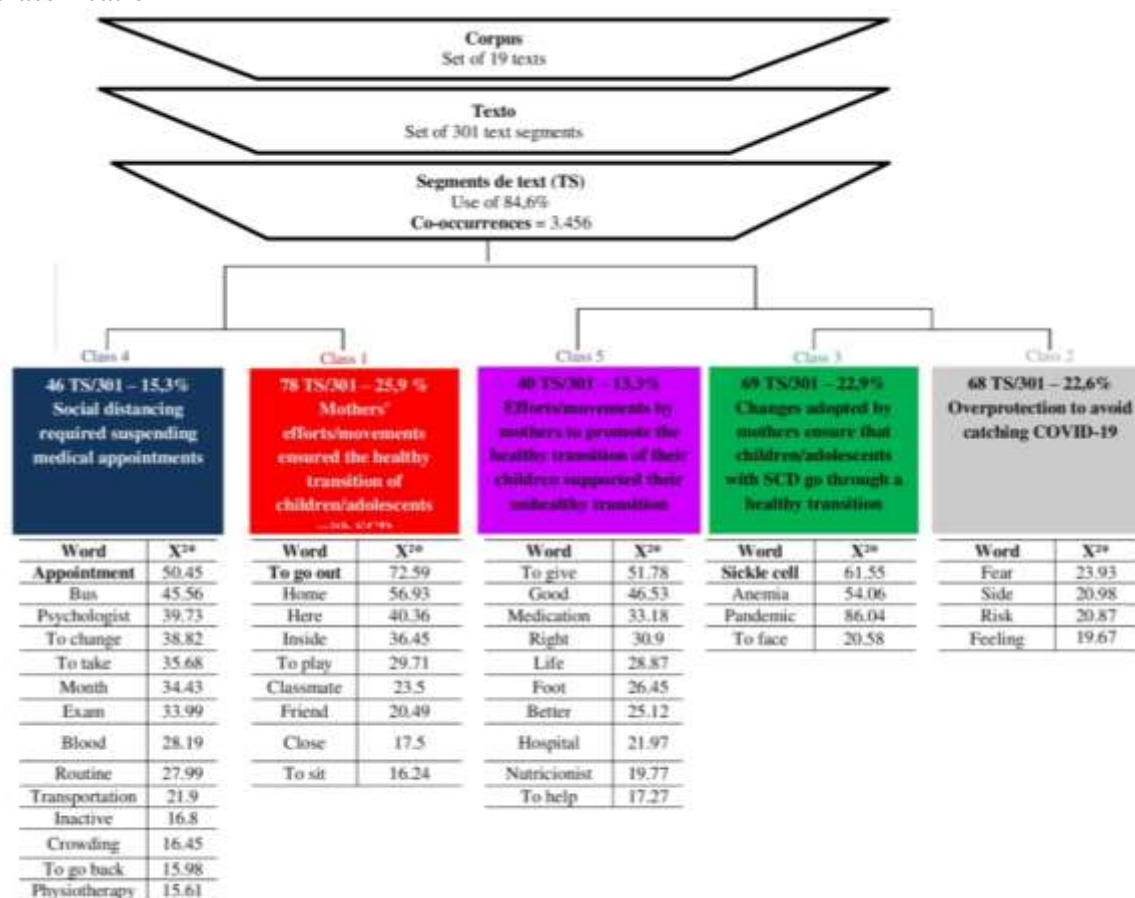 Corpus
Set of 19 texts
Texto
Set of 301 text segments
Segments de text (TS)
Use of 84,6%
Co-occurrences = 3.456
Class 4
Class 1
Class 5
Class 3
Class 2
46 TS/301 – 15,3%
Social distancing
required suspending
medical appointments
78 TS/301 – 25,9 %
Mothers'
efforts/movements
ensured the healthy
transition of
children/adolescents
40 TS/301 – 13,3%
Efforts/movements by
mothers to promote the
healthy transition of their
children supported their
unhealthy transition
69 TS/301 – 22,9%
Changes adopted by
mothers ensure that
children/adolescents
with SCD go through a
healthy transition
68 TS/301 – 22,6%
Overprotection to avoid
catching COVID-19
Word X²*
Appointment 50.45
Bus 45.56
Psychologist 39.73
To change 38.82
To take 35.68
Month 34.43
Exam 33.99
Blood 28.19
Routine 27.99
Transportation 21.9
Inactive 16.8
Crowding 16.45
To go back 15.98
Physiotherapy 15.61
Word X²*
To go out 72.59
Home 56.93
Here 40.36
Inside 36.45
To play 29.71
Classmate 23.5
Friend 20.49
Close 17.5
To sit 16.24
Word X²*
To give 51.78
Good 46.53
Medication 33.18
Right 30.9
Life 28.87
Foot 26.45
Better 25.12
Hospital 21.97
Nutricionist 19.77
To help 17.27
Word X²*
Sickle cell 61.55
Anemia 54.06
Pandemic 86.04
To face 20.58
Word X²*
Fear 23.93
Side 20.98
Risk 20.87
Feeling 19.67